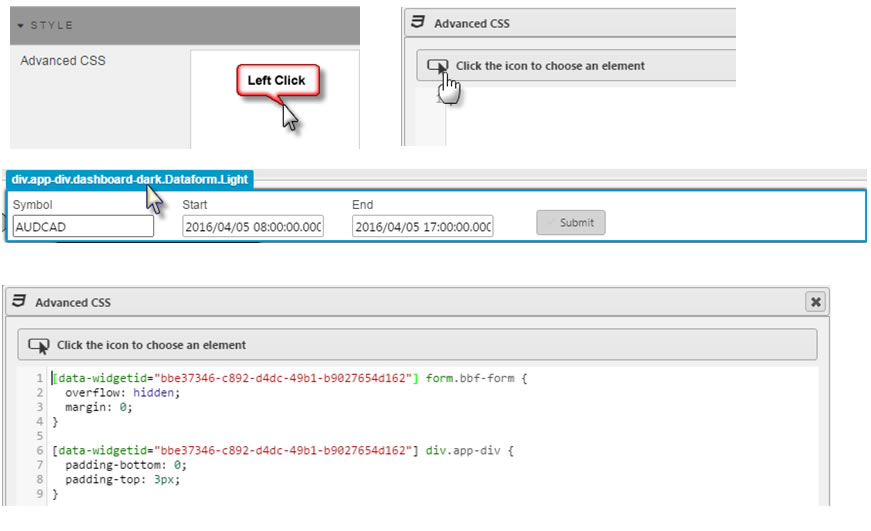 STYLE
Advanced CSS
Left Click
Advanced CSS
Click the icon to choose an element
1
div.app-div.dashboard-dark.Dataform.Light
Symbol Start End
AUDCAD 2016/04/05 08:00:00.000 2016/04/05 17:00:00.000 Submit
Advanced CSS
Click the icon to choose an element
1 [data-widgetid="bbe37346-c892-d4dc-49b1-b9027654d162"] form.bbf-form {
2 overflow: hidden;
3 margin: 0;
4 }
5
6 [data-widgetid="bbe37346-c892-d4dc-49b1-b9027654d162"] div.app-div {
7 padding-bottom: 0;
8 padding-top: 3px;
9 }